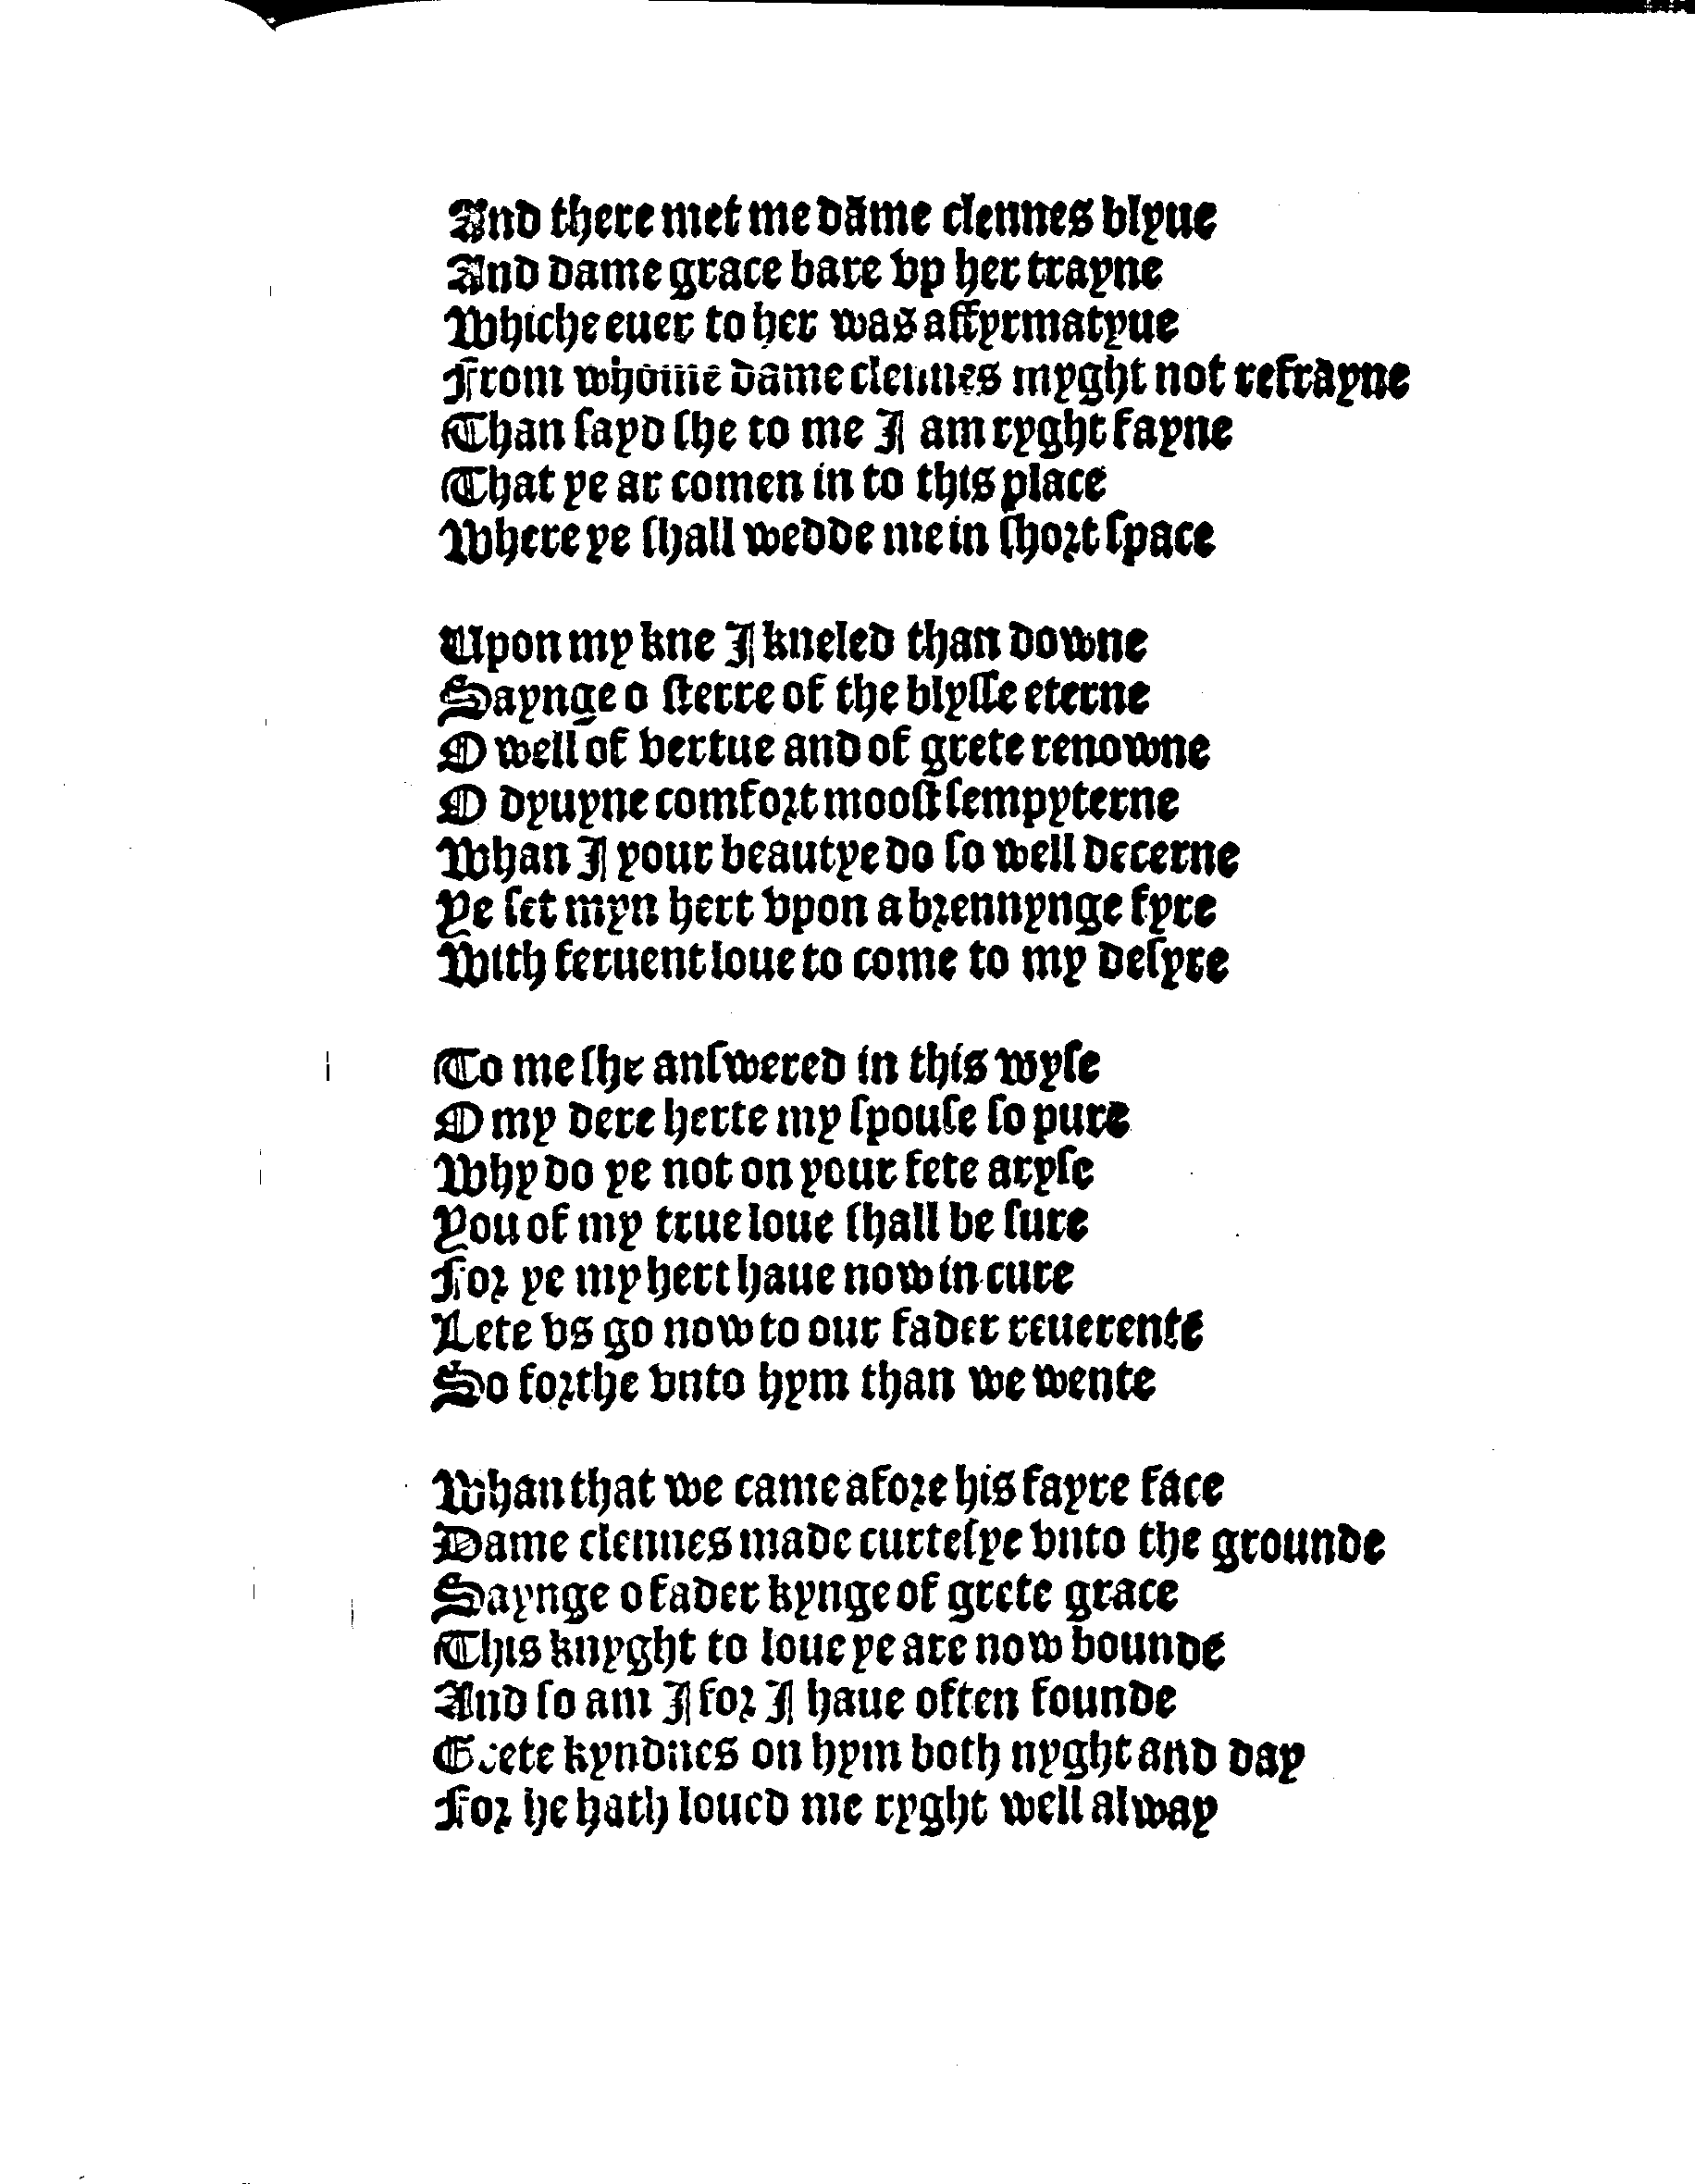 And there met me dāme clennes blyue
And dame grace bare vp her trayne
Whiche euer to her was affyrmatyue
From whome dame clennes myght not refrayne
Than ſayd ſhe to me I am ryght fayne
That ye ar comen in to this place
Where ye ſhall wedde me in ſhort ſpace

Upon my kne I kneled than downe
Saynge o ſterre of the blyſſe eterne
O well of vertue and of grete renowne
O dyuyne comfort mooſt ſempyterne
Whan I your beautye do ſo well decerne
Ye ſet myn hert vpon a brennynge fyre
With feruent loue to come to my deſyre

To me ſhe anſwered in this wyſe
O my dere herte my ſpouſe ſo pure
Why do ye not on your fete aryſe
You of my true loue ſhall be ſure
For ye my hert haue now in cure
Lete vs go now to our fader reuerente
So forthe vnto hym than we wente

Whan that we came afore his fayre face
Dame clennes made curteſye vnto the grounde
Saynge o fader kynge of grete grace
This knyght to loue ye are now bounde
And ſo am I for I haue often founde
Grete kyndnes on hym both nyght and day
For he hath loued me ryght well alway